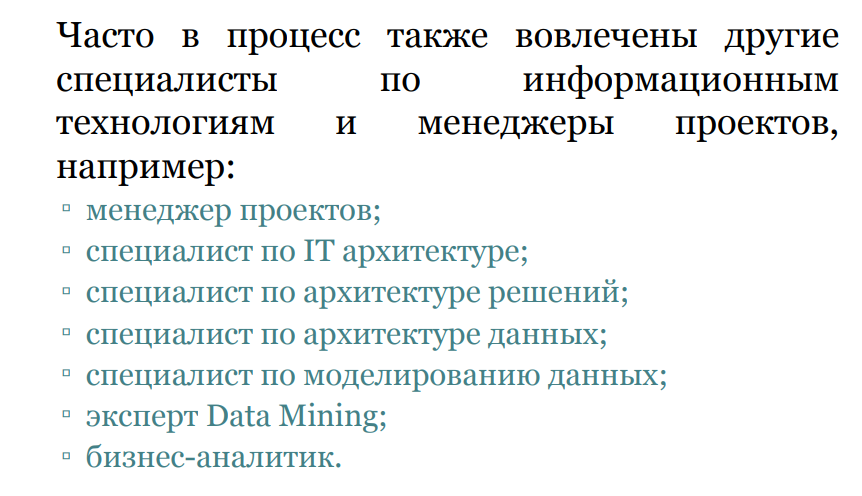 Часто в процесс также вовлечены другие
специалисты по информационным
технологиям и менеджеры проектов,
например:
▫ менеджер проектов;
▫ специалист по IT архитектуре;
▫ специалист по архитектуре решений;
▫ специалист по архитектуре данных;
▫ специалист по моделированию данных;
▫ эксперт Data Mining;
▫ бизнес-аналитик.